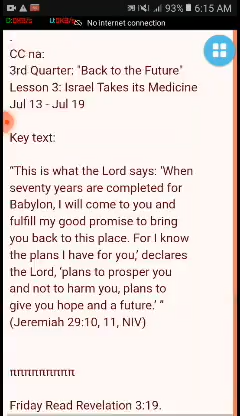 93% 6:15 AM
U:0KB/s D:0KB/s No internet connection
.
CC na:
3rd Quarter: "Back to the Future"
Lesson 3: Israel Takes its Medicine
Jul 13 - Jul 19
Key text:
“This is what the Lord says: ‘When
seventy years are completed for
Babylon, I will come to you and
fulfill my good promise to bring
you back to this place. For I know
the plans I have for you,’ declares
the Lord, ‘plans to prosper you
and not to harm you, plans to
give you hope and a future.’ ”
(Jeremiah 29:10, 11, NIV)
πππππππππ
Friday Read Revelation 3:19.